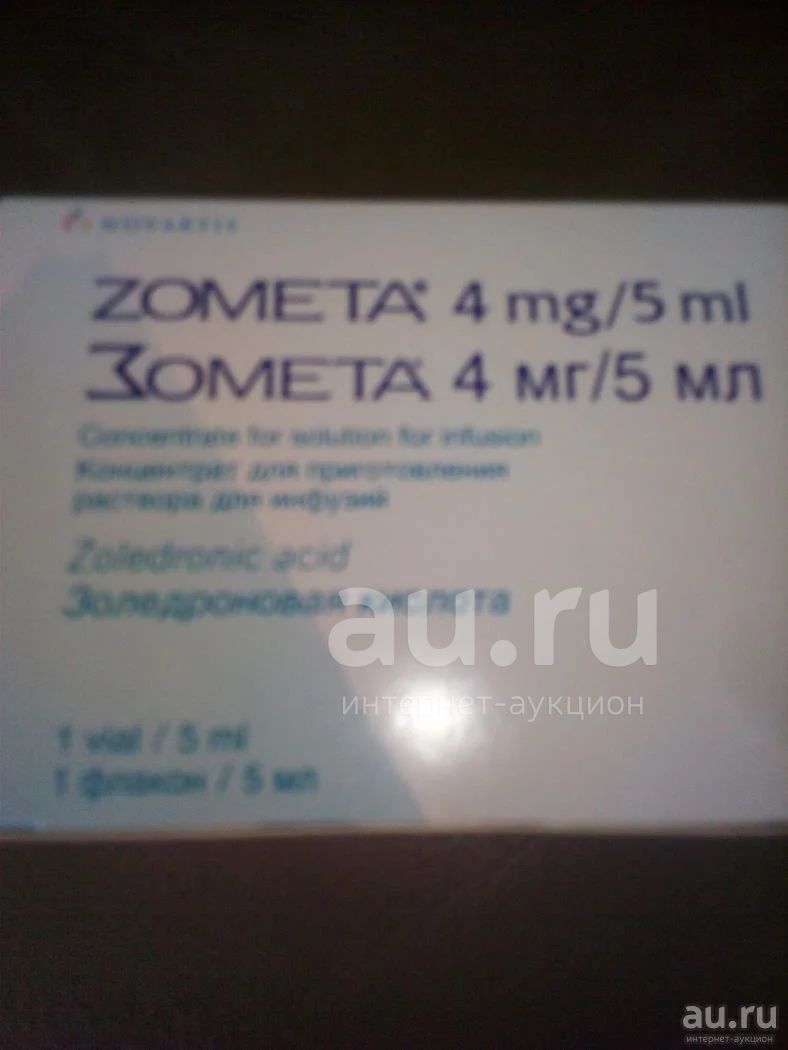 NOVARTIS
ZOMETA® 4 mg/5 ml
Зомета 4 мг/5 мл
Concentrate for solution for infusion
Концентрат для приготовления
раствора для инфузий
Zoledronic acid
Золедроновая кислота
au.ru
интернет-аукцион
1 vial / 5 ml
1 флакон / 5 мл
au.ru
интернет-аукцион